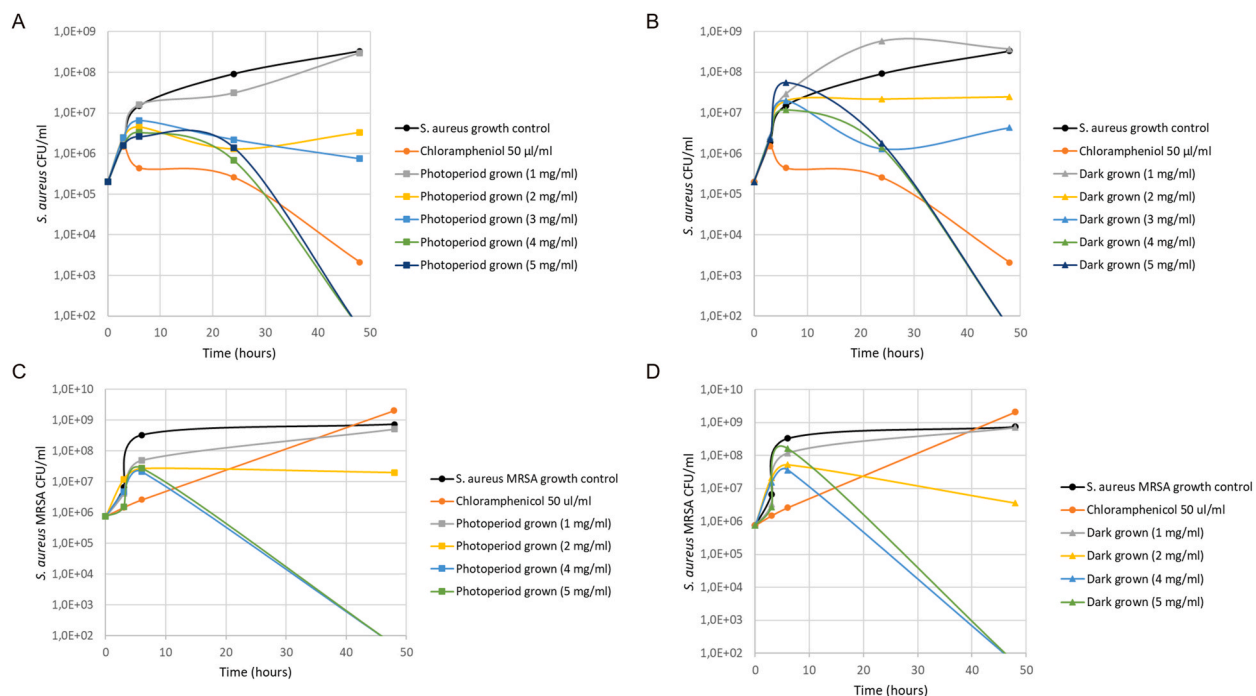 A
1,0E+09
1,0E+08
1,0E+07
1,0E+06
1,0E+05
1,0E+04
1,0E+03
1,0E+02
S. aureus CFU/ml
0 10 20 30 40 50
Time (hours)
S. aureus growth control
Chlorampheniol 50 µl/ml
Photoperiod grown (1 mg/ml)
Photoperiod grown (2 mg/ml)
Photoperiod grown (3 mg/ml)
Photoperiod grown (4 mg/ml)
Photoperiod grown (5 mg/ml)
B
1,0E+09
1,0E+08
1,0E+07
1,0E+06
1,0E+05
1,0E+04
1,0E+03
1,0E+02
S. aureus CFU/ml
0 10 20 30 40 50
Time (hours)
S. aureus growth control
Chlorampheniol 50 µl/ml
Dark grown (1 mg/ml)
Dark grown (2 mg/ml)
Dark grown (3 mg/ml)
Dark grown (4 mg/ml)
Dark grown (5 mg/ml)
C
1,0E+10
1,0E+09
1,0E+08
1,0E+07
1,0E+06
1,0E+05
1,0E+04
1,0E+03
1,0E+02
S. aureus MRSA CFU/ml
0 10 20 30 40 50
Time (hours)
S. aureus MRSA growth control
Chloramphenicol 50 ul/ml
Photoperiod grown (1 mg/ml)
Photoperiod grown (2 mg/ml)
Photoperiod grown (4 mg/ml)
Photoperiod grown (5 mg/ml)
D
1,0E+10
1,0E+09
1,0E+08
1,0E+07
1,0E+06
1,0E+05
1,0E+04
1,0E+03
1,0E+02
S. aureus MRSA CFU/ml
0 10 20 30 40 50
Time (hours)
S. aureus MRSA growth control
Chloramphenicol 50 ul/ml
Dark grown (1 mg/ml)
Dark grown (2 mg/ml)
Dark grown (4 mg/ml)
Dark grown (5 mg/ml)